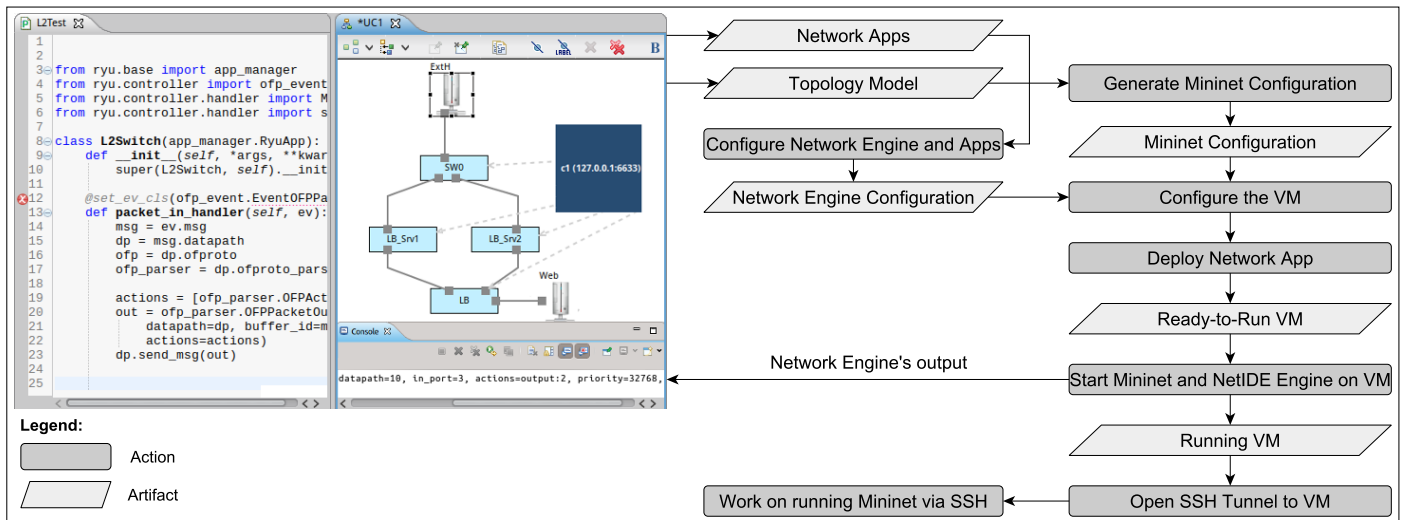 L2Test
1
2
3 from ryu.base import app_manager
4 from ryu.controller import ofp_event
5 from ryu.controller.handler import M
6 from ryu.controller.handler import s
7
8 class L2Switch(app_manager.RyuApp):
9 def __init__(self, *args, **kwar
10 super(L2Switch, self).__init
11
12 @set_ev_cls(ofp_event.EventOFPPa
13 def packet_in_handler(self, ev):
14 msg = ev.msg
15 dp = msg.datapath
16 ofp = dp.ofproto
17 ofp_parser = dp.ofproto_pars
18
19 actions = [ofp_parser.OFPAct
20 out = ofp_parser.OFPPacketOu
21 datapath=dp, buffer_id=m
22 actions=actions)
23 dp.send_msg(out)
24
25
*UC1
LABEL
B
ExtH
SW0
c1 (127.0.0.1:6633)
LB_Srv1
LB_Srv2
Web
LB
Console
datapath=10, in_port=3, actions=output:2, priority=32768,
Network Apps
Topology Model
Generate Mininet Configuration
Configure Network Engine and Apps
Mininet Configuration
Network Engine Configuration
Configure the VM
Deploy Network App
Ready-to-Run VM
Network Engine's output
Start Mininet and NetIDE Engine on VM
Running VM
Work on running Mininet via SSH
Open SSH Tunnel to VM
Legend:
Action
Artifact